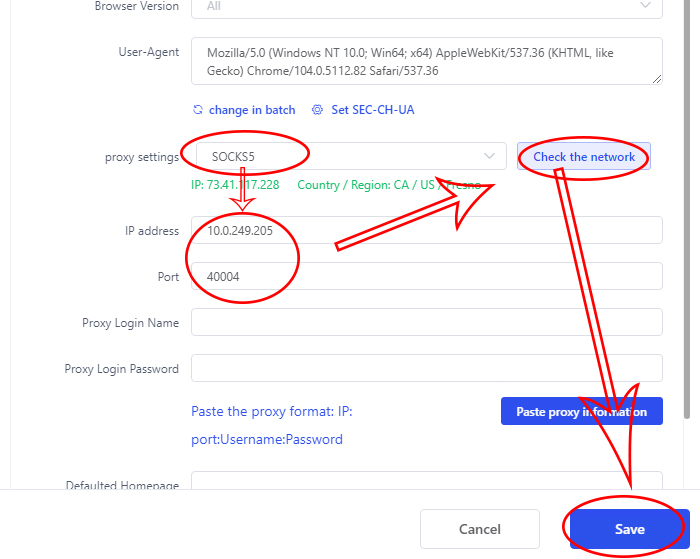 Browser Version All
User-Agent Mozilla/5.0 (Windows NT 10.0; Win64; x64) AppleWebKit/537.36 (KHTML, like
Gecko) Chrome/104.0.5112.82 Safari/537.36
change in batch Set SEC-CH-UA
proxy settings SOCKS5 Check the network
IP: 73.41.117.228 Country / Region: CA / US / Fresno
IP address 10.0.249.205
Port 40004
Proxy Login Name
Proxy Login Password
Paste the proxy format: IP: Paste proxy information
port:Username:Password
Defaulted Homepage
Cancel Save